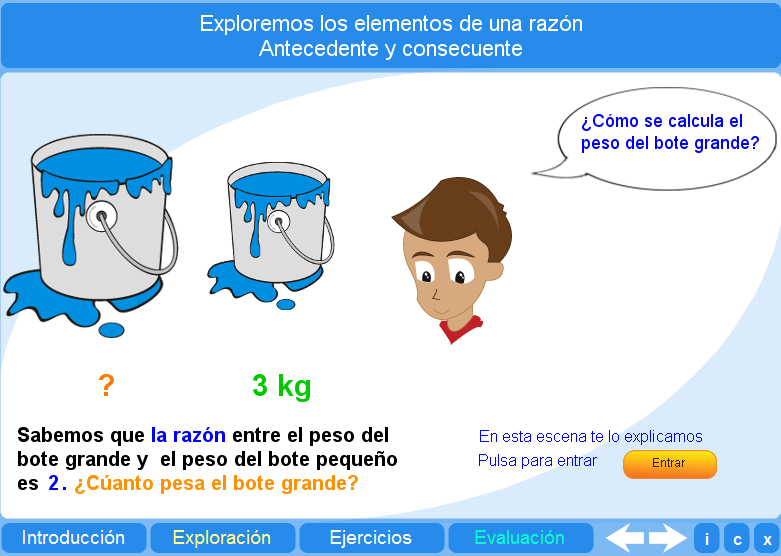 Exploremos los elementos de una razón
Antecedente y consecuente
¿Cómo se calcula el
peso del bote grande?
?
3 kg
Sabemos que la razón entre el peso del
bote grande y el peso del bote pequeño
es 2. ¿Cúanto pesa el bote grande?
En esta escena te lo explicamos
Pulsa para entrar
Entrar
Introducción
Exploración
Ejercicios
Evaluación
i
c
x